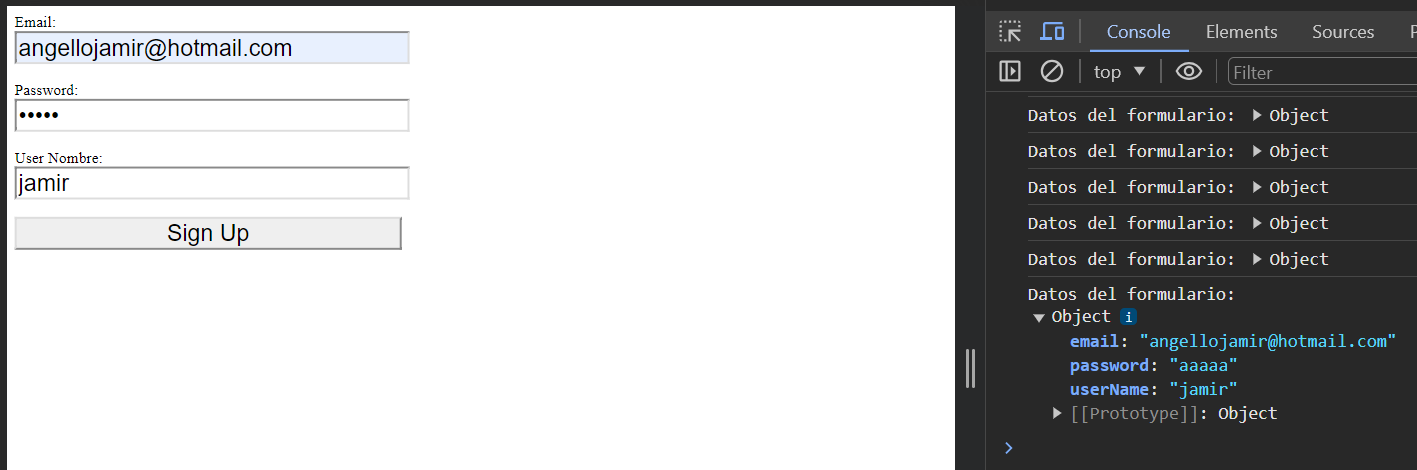 Email:
angellojamir@hotmail.com
Password:
•••••
User Nombre:
jamir
Sign Up
Console Elements Sources
top
Filter
Datos del formulario: ▶ Object
Datos del formulario: ▶ Object
Datos del formulario: ▶ Object
Datos del formulario: ▶ Object
Datos del formulario: ▶ Object
Datos del formulario:
▼ Object i
email: "angellojamir@hotmail.com"
password: "aaaaa"
userName: "jamir"
▶ [[Prototype]]: Object
>